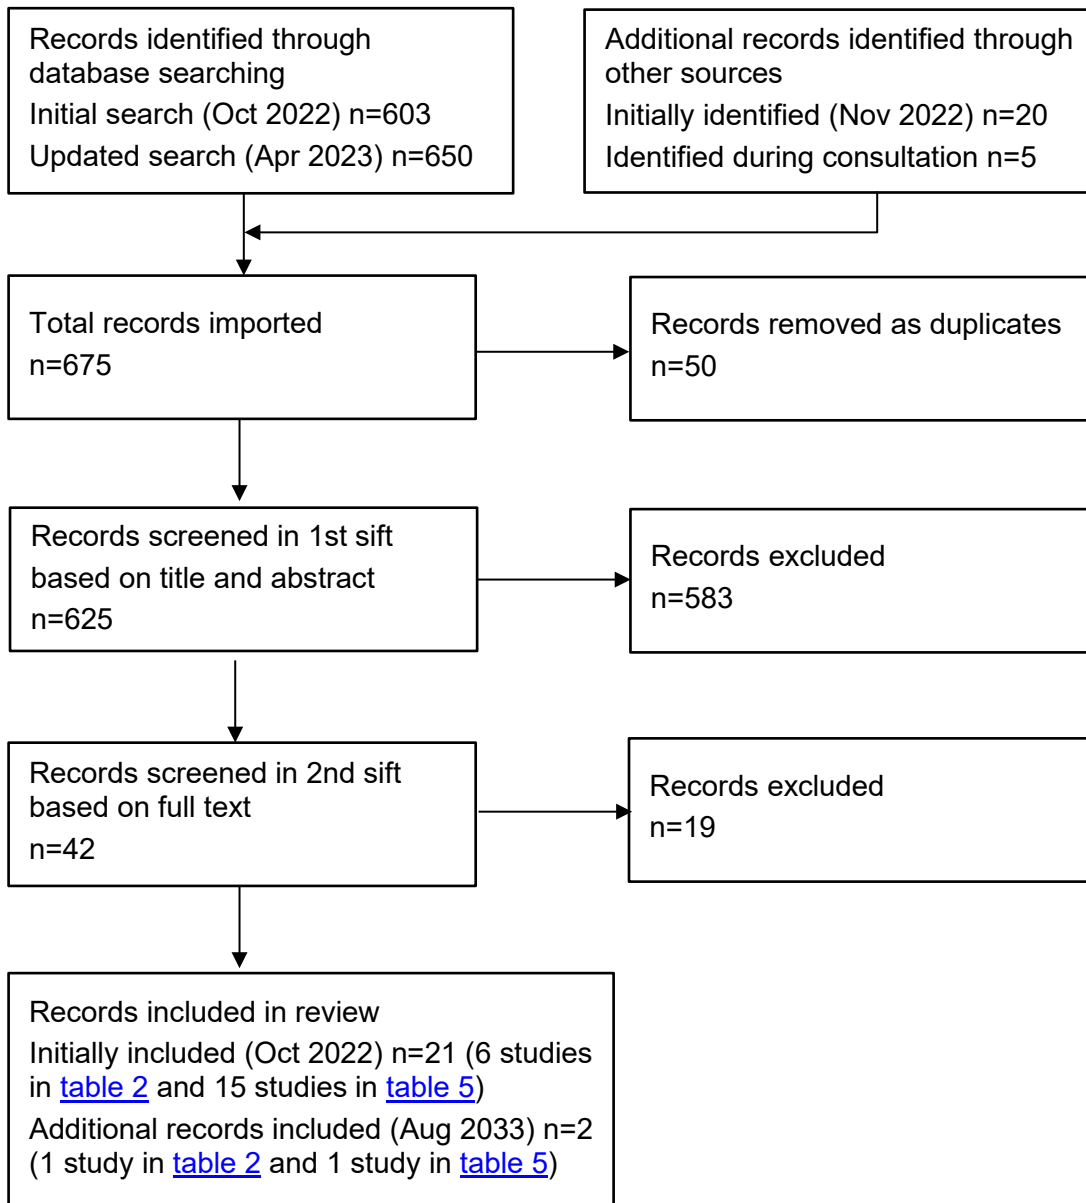 Records identified through
database searching
Initial search (Oct 2022) n=603
Updated search (Apr 2023) n=650
Additional records identified through
other sources
Initially identified (Nov 2022) n=20
Identified during consultation n=5
Total records imported
n=675
Records removed as duplicates
n=50
Records screened in 1st sift
based on title and abstract
n=625
Records excluded
n=583
Records screened in 2nd sift
based on full text
n=42
Records excluded
n=19
Records included in review
Initially included (Oct 2022) n=21 (6 studies
in table 2 and 15 studies in table 5)
Additional records included (Aug 2033) n=2
(1 study in table 2 and 1 study in table 5)